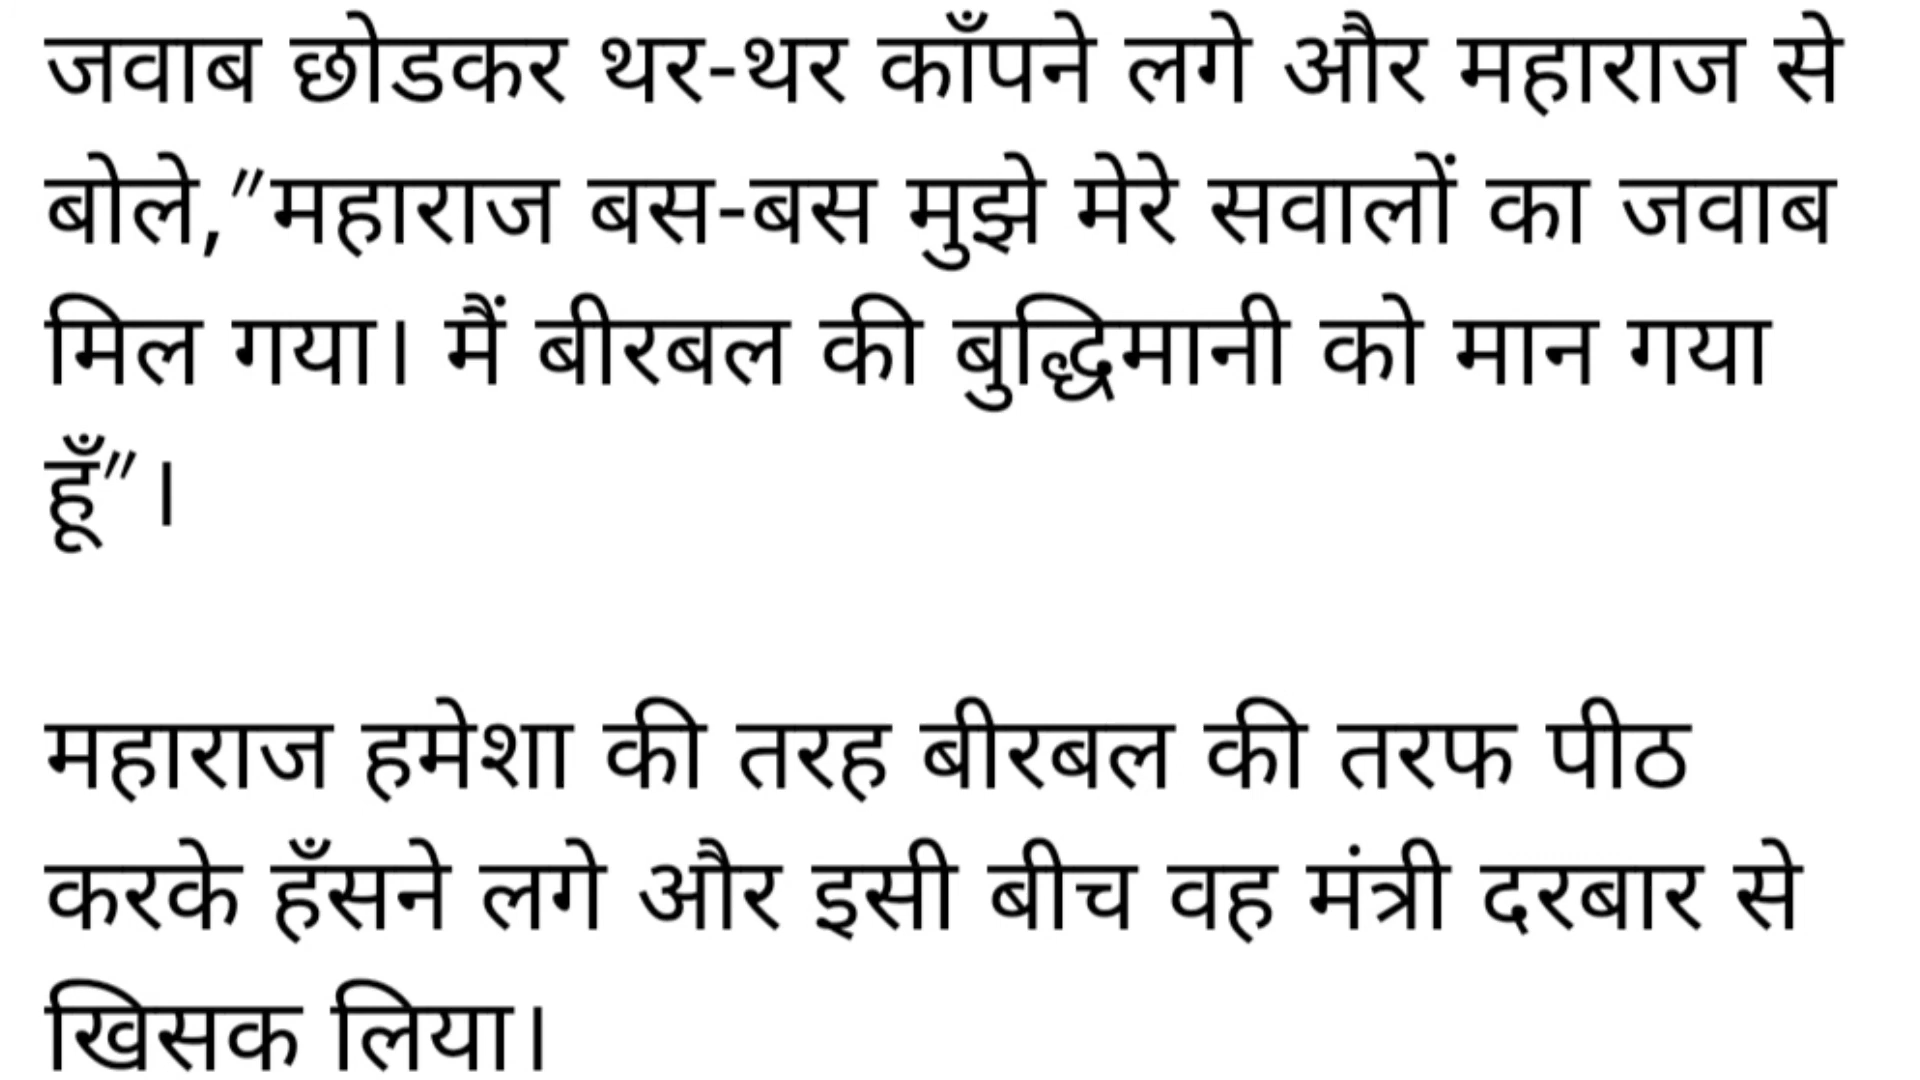 जवाब छोडकर थर-थर काँपने लगे और महाराज से
बोले,"महाराज बस-बस मुझे मेरे सवालों का जवाब
मिल गया। मैं बीरबल की बुद्धिमानी को मान गया
हूँ"।
महाराज हमेशा की तरह बीरबल की तरफ पीठ
करके हँसने लगे और इसी बीच वह मंत्री दरबार से
खिसक लिया।